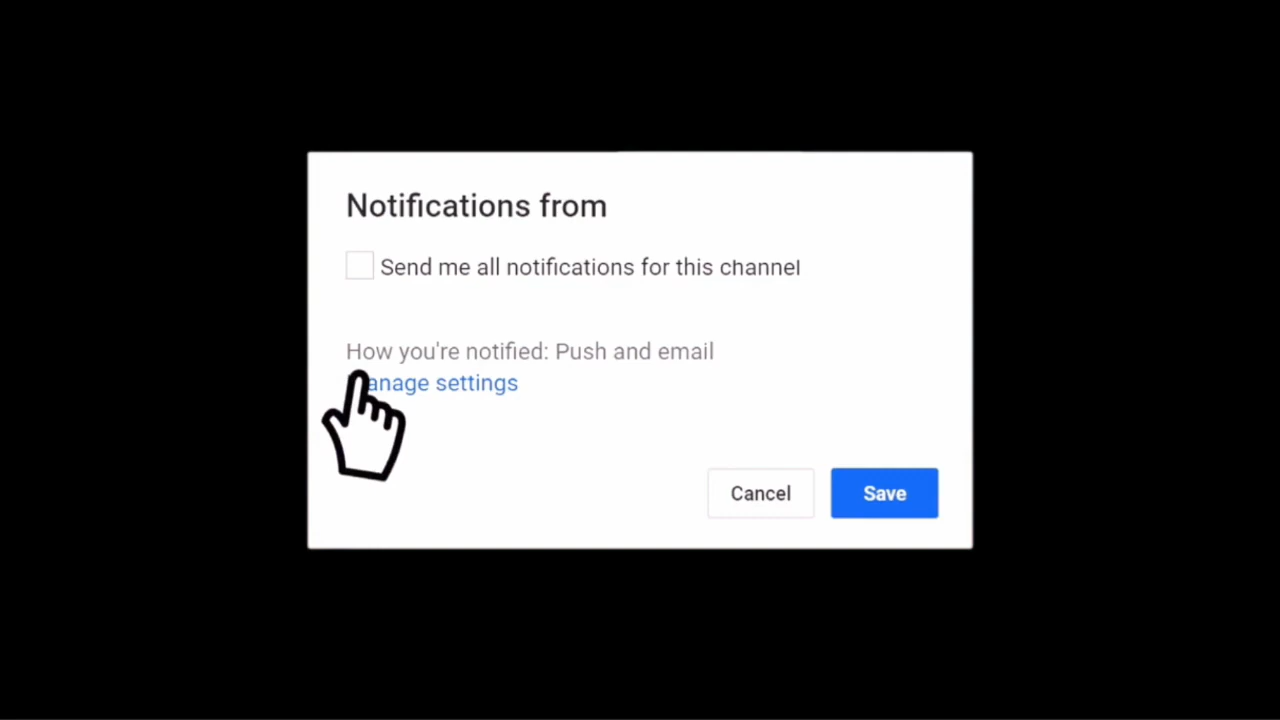 Notifications from
Send me all notifications for this channel
How you're notified: Push and email
anage settings
Cancel
Save